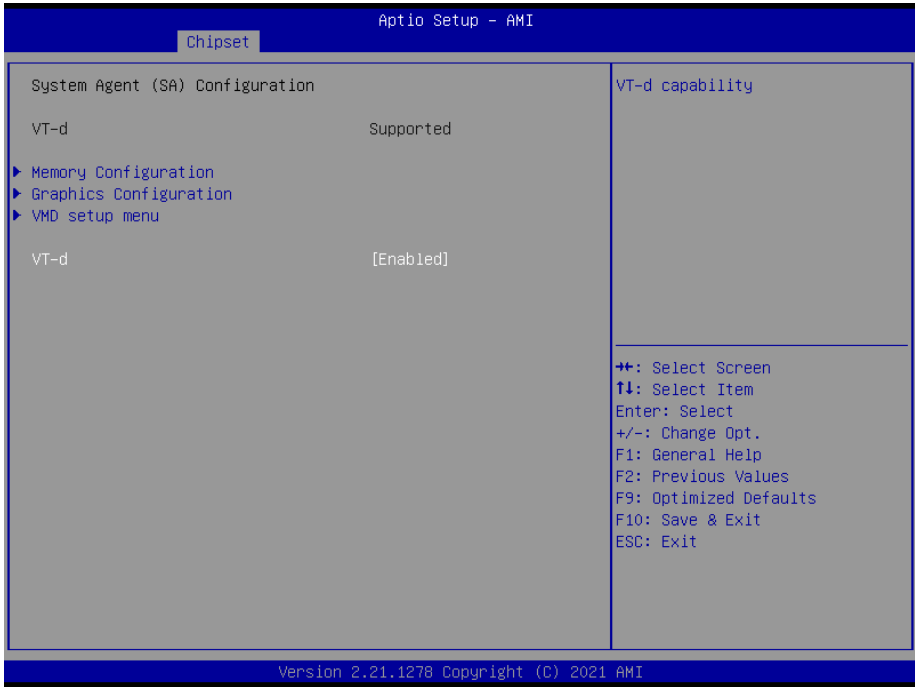 Aptio Setup – AMI
Chipset
System Agent (SA) Configuration
VT-d Supported
Memory Configuration
Graphics Configuration
VMD setup menu
VT-d [Enabled]
VT-d capability
→←: Select Screen
↑↓: Select Item
Enter: Select
+/-: Change Opt.
F1: General Help
F2: Previous Values
F9: Optimized Defaults
F10: Save & Exit
ESC: Exit
Version 2.21.1278 Copyright (C) 2021 AMI